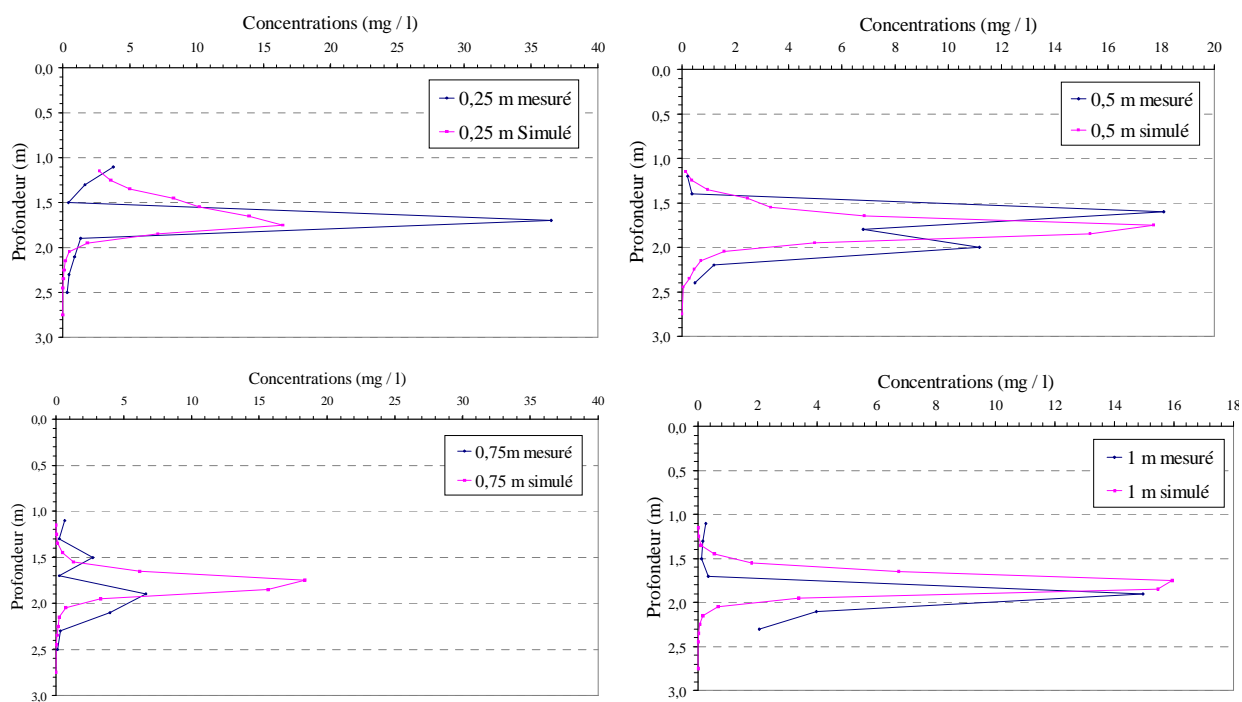 Concentrations (mg / l)
0 5 10 15 20 25 30 35 40
0,0
0,5
1,0
1,5
2,0
2,5
3,0
Profondeur (m)
0,25 m mesuré
0,25 m Simulé
Concentrations (mg / l)
0 2 4 6 8 10 12 14 16 18 20
0,0
0,5
1,0
1,5
2,0
2,5
3,0
Profondeur (m)
0,5 m mesuré
0,5 m simulé
Concentrations (mg / l)
0 5 10 15 20 25 30 35 40
0,0
0,5
1,0
1,5
2,0
2,5
3,0
Profondeur (m)
0,75m mesuré
0,75 m simulé
Concentrations (mg / l)
0 2 4 6 8 10 12 14 16 18
0,0
0,5
1,0
1,5
2,0
2,5
3,0
Profondeur (m)
1 m mesuré
1 m simulé